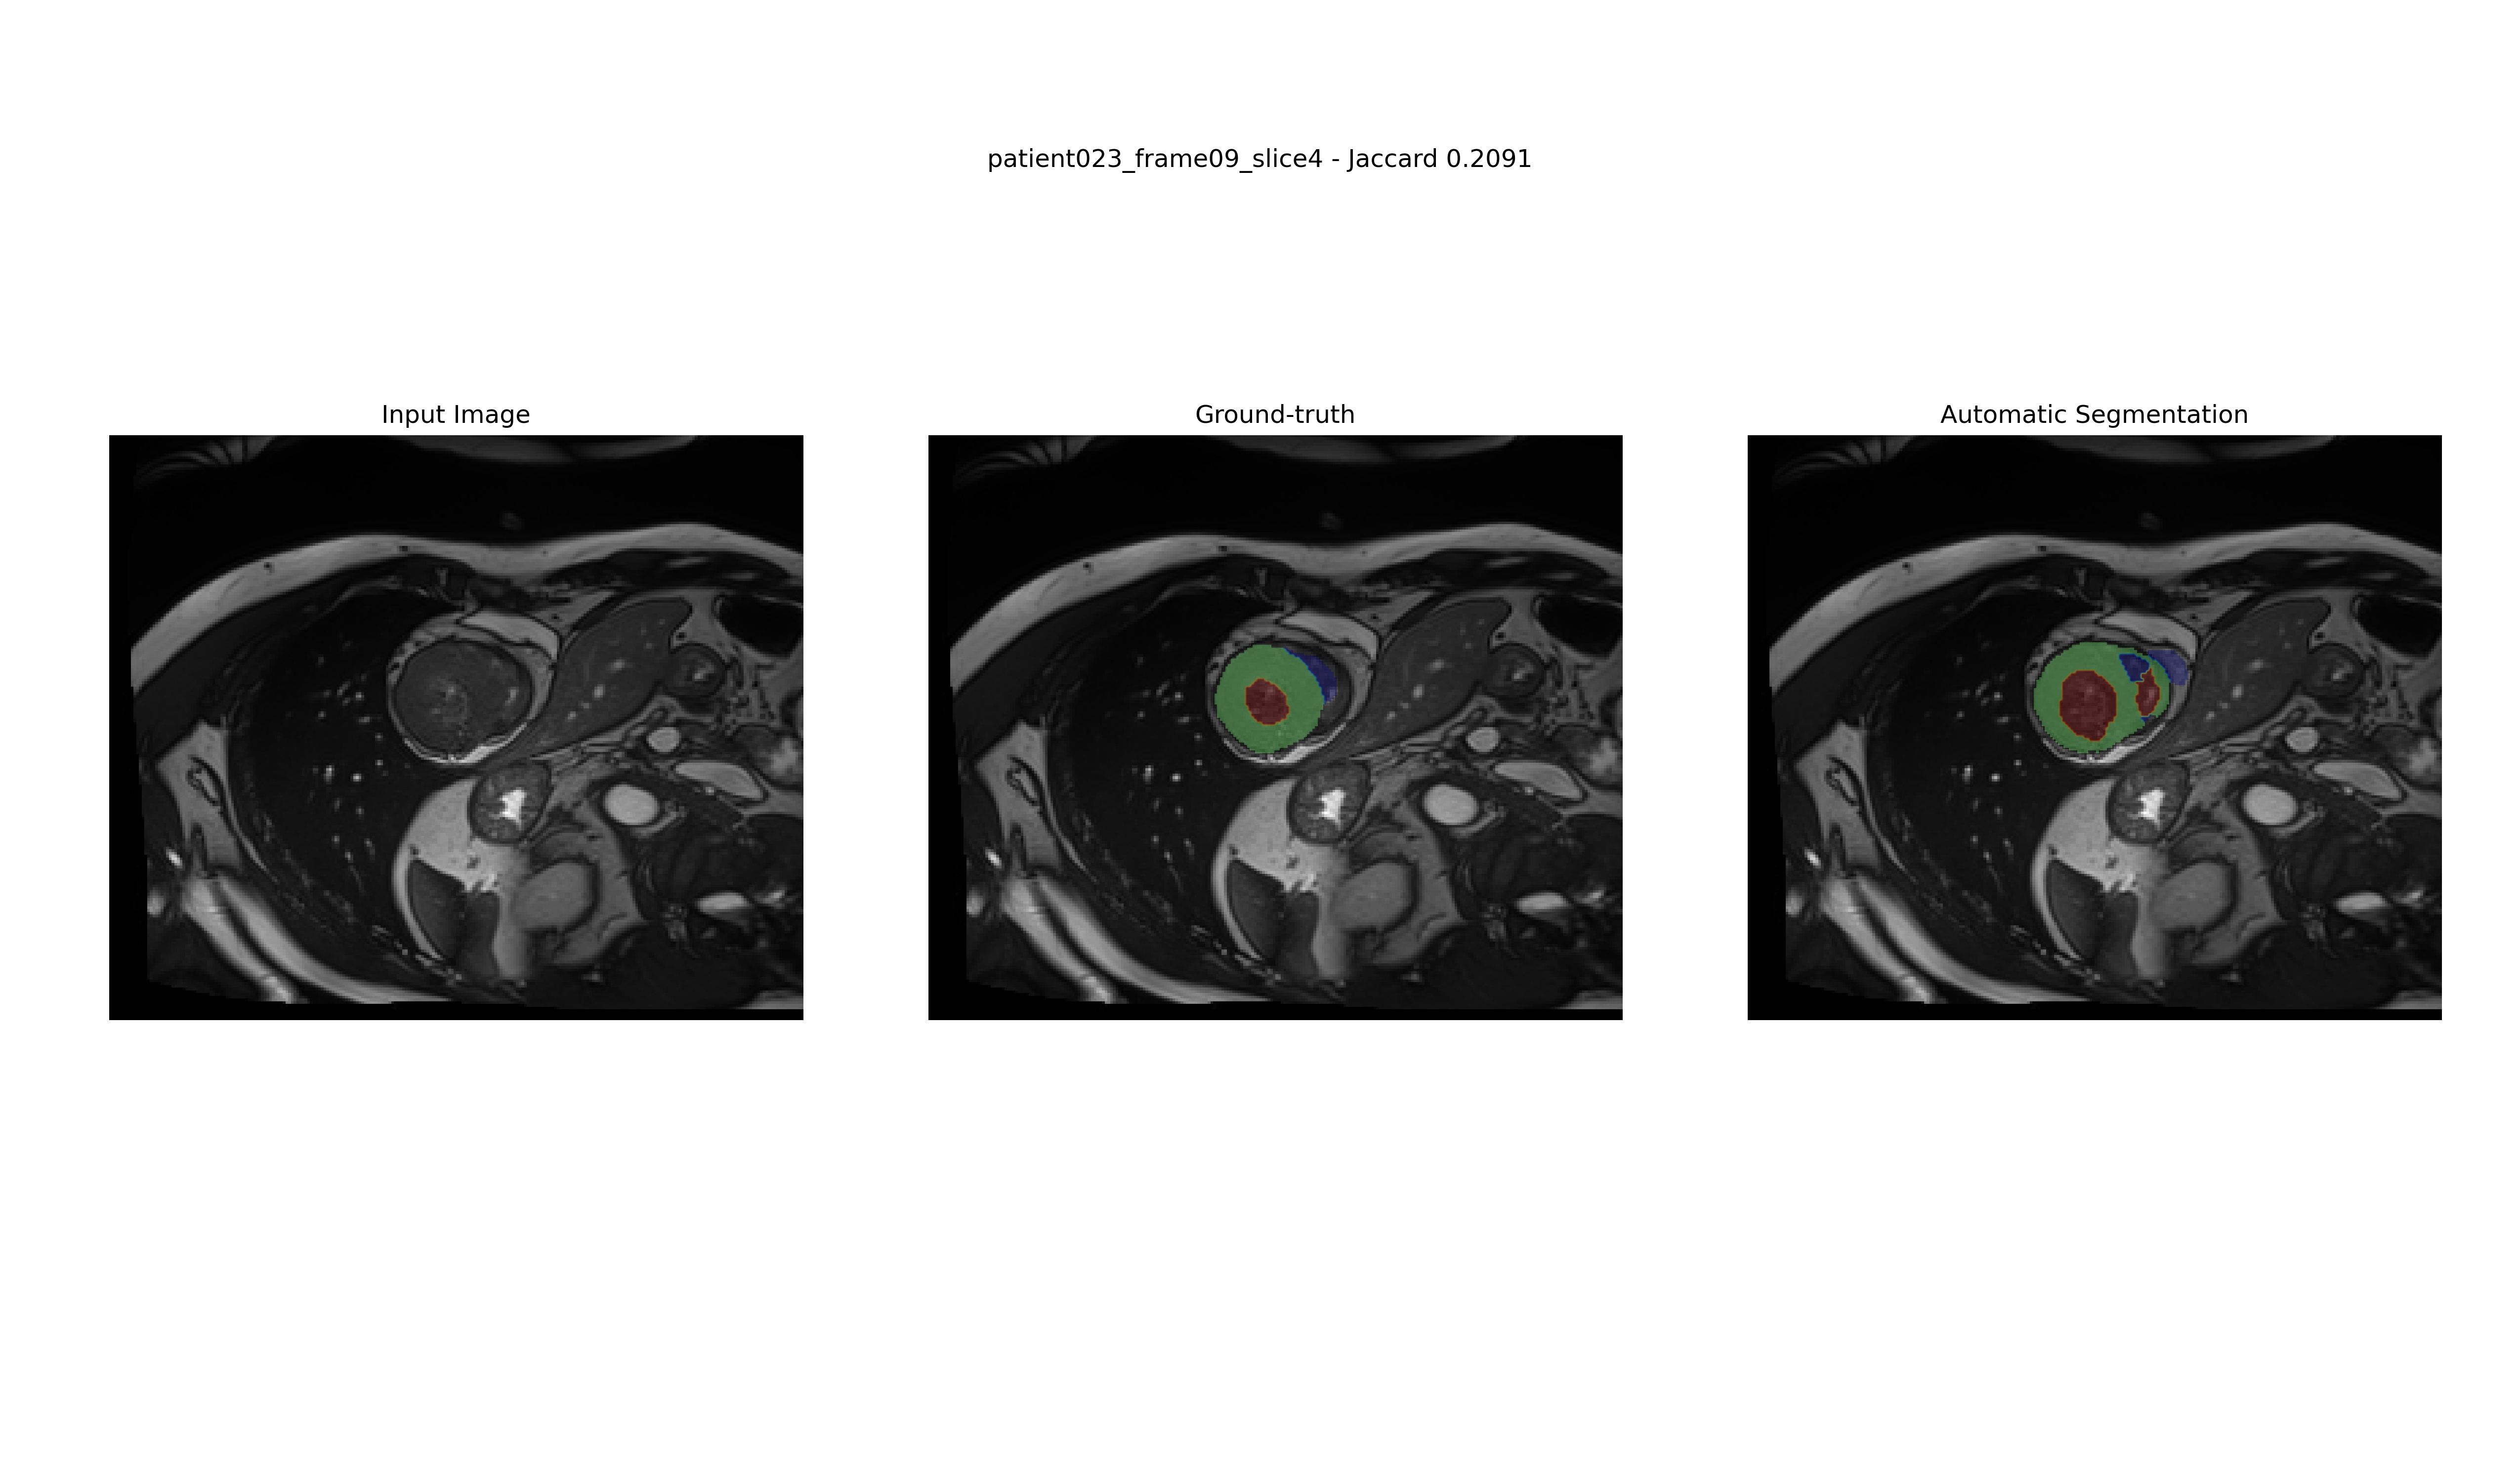 patient023_frame09_slice4 - Jaccard 0.2091
Input Image
Ground-truth
Automatic Segmentation